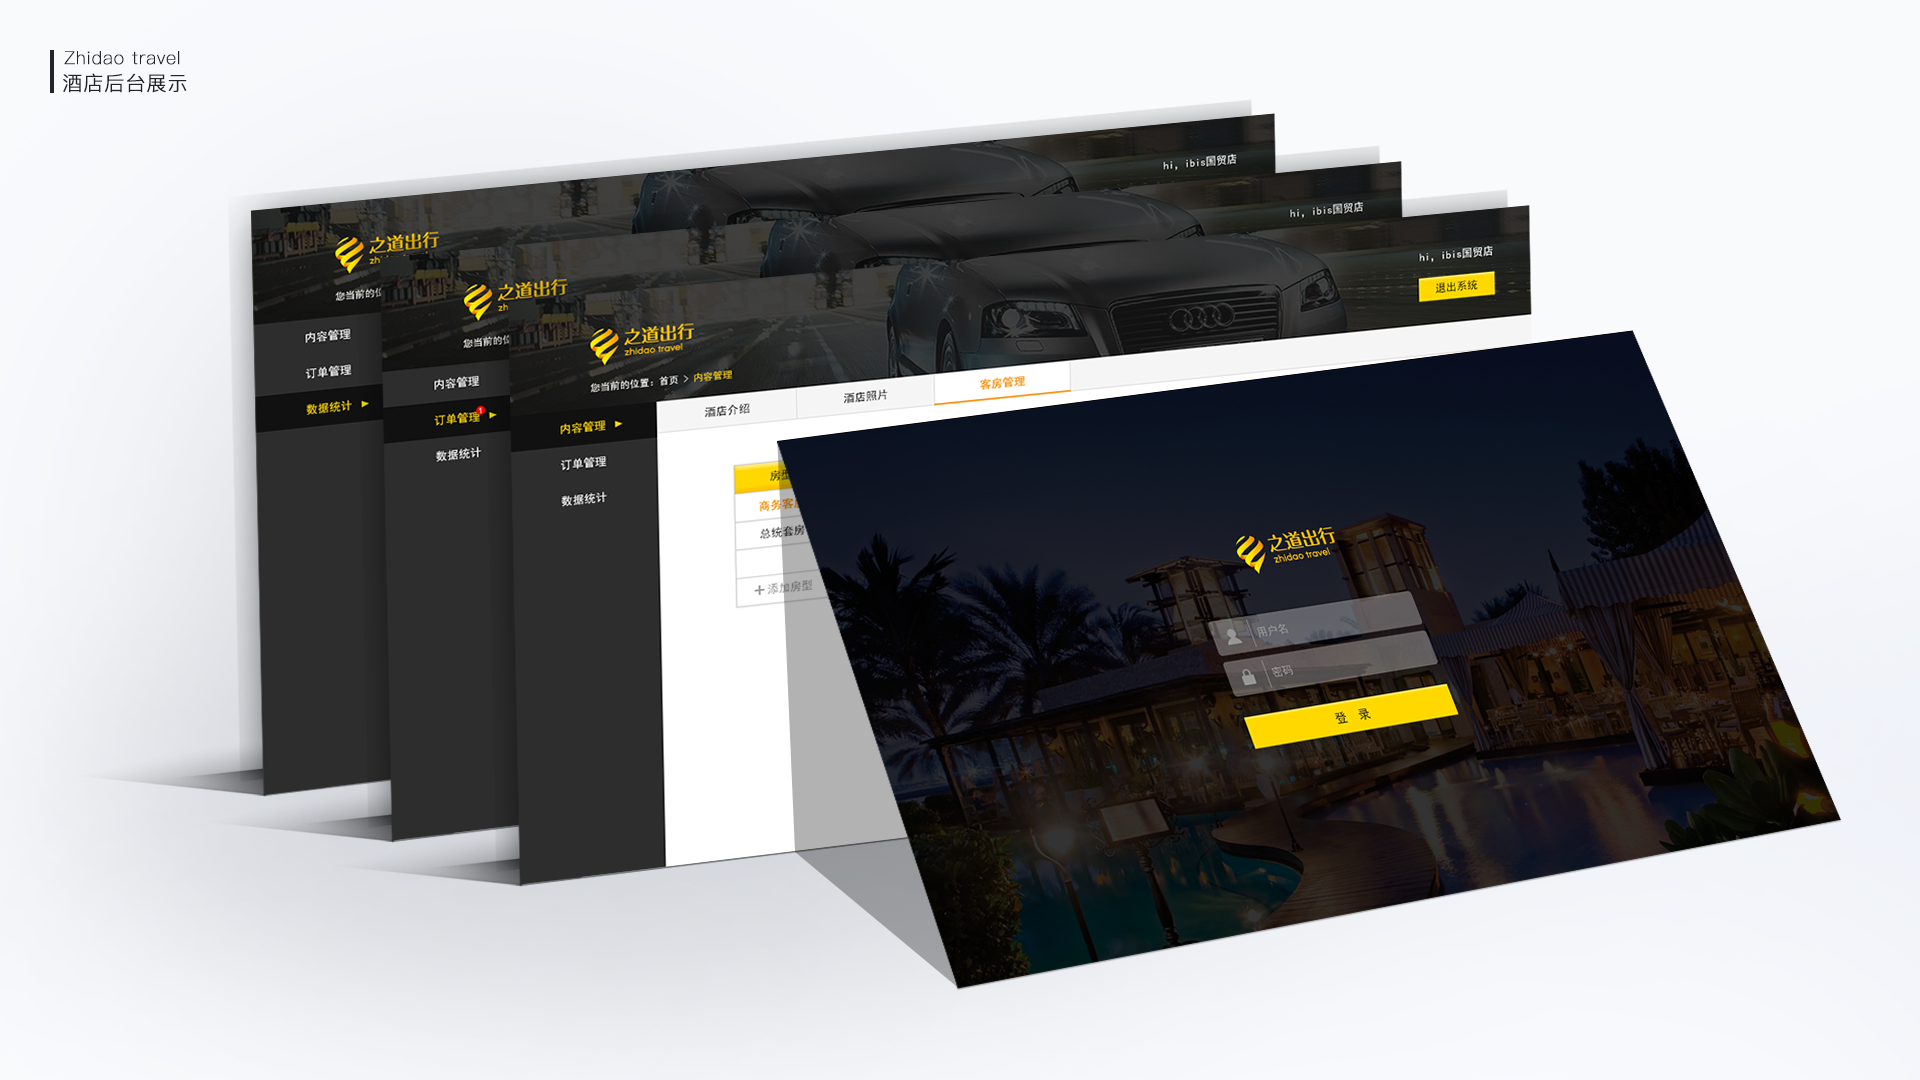 Zhidao travel
酒店后台展示
hi，ibis国贸店
之道出行
您当前的位
内容管理
订单管理
数据统计
hi，ibis国贸店
之道出行
zh
您当前的位
内容管理
订单管理
1
数据统计
hi，ibis国贸店
退出系统
之道出行
zhidao travel
您当前的位置：首页 > 内容管理
内容管理
订单管理
数据统计
酒店介绍
酒店照片
客房管理
房型
商务客房
总统套房
添加房型
之道出行
zhidao travel
用户名
密码
登 录